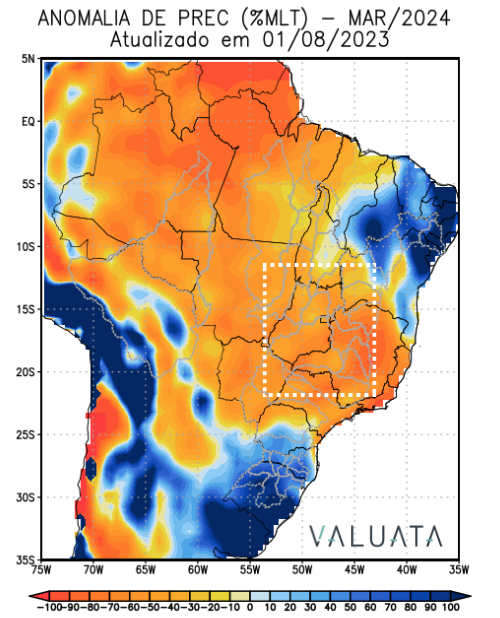 ANOMALIA DE PREC (%MLT) – MAR/2024
Atualizado em 01/08/2023
5N
EQ
5S
10S
15S
20S
25S
30S
35S
VALUATA
75W 70W 65W 60W 55W 50W 45W 40W 35W
-100 -90 -80 -70 -60 -50 -40 -30 -20 -10 0 10 20 30 40 50 60 70 80 90 100